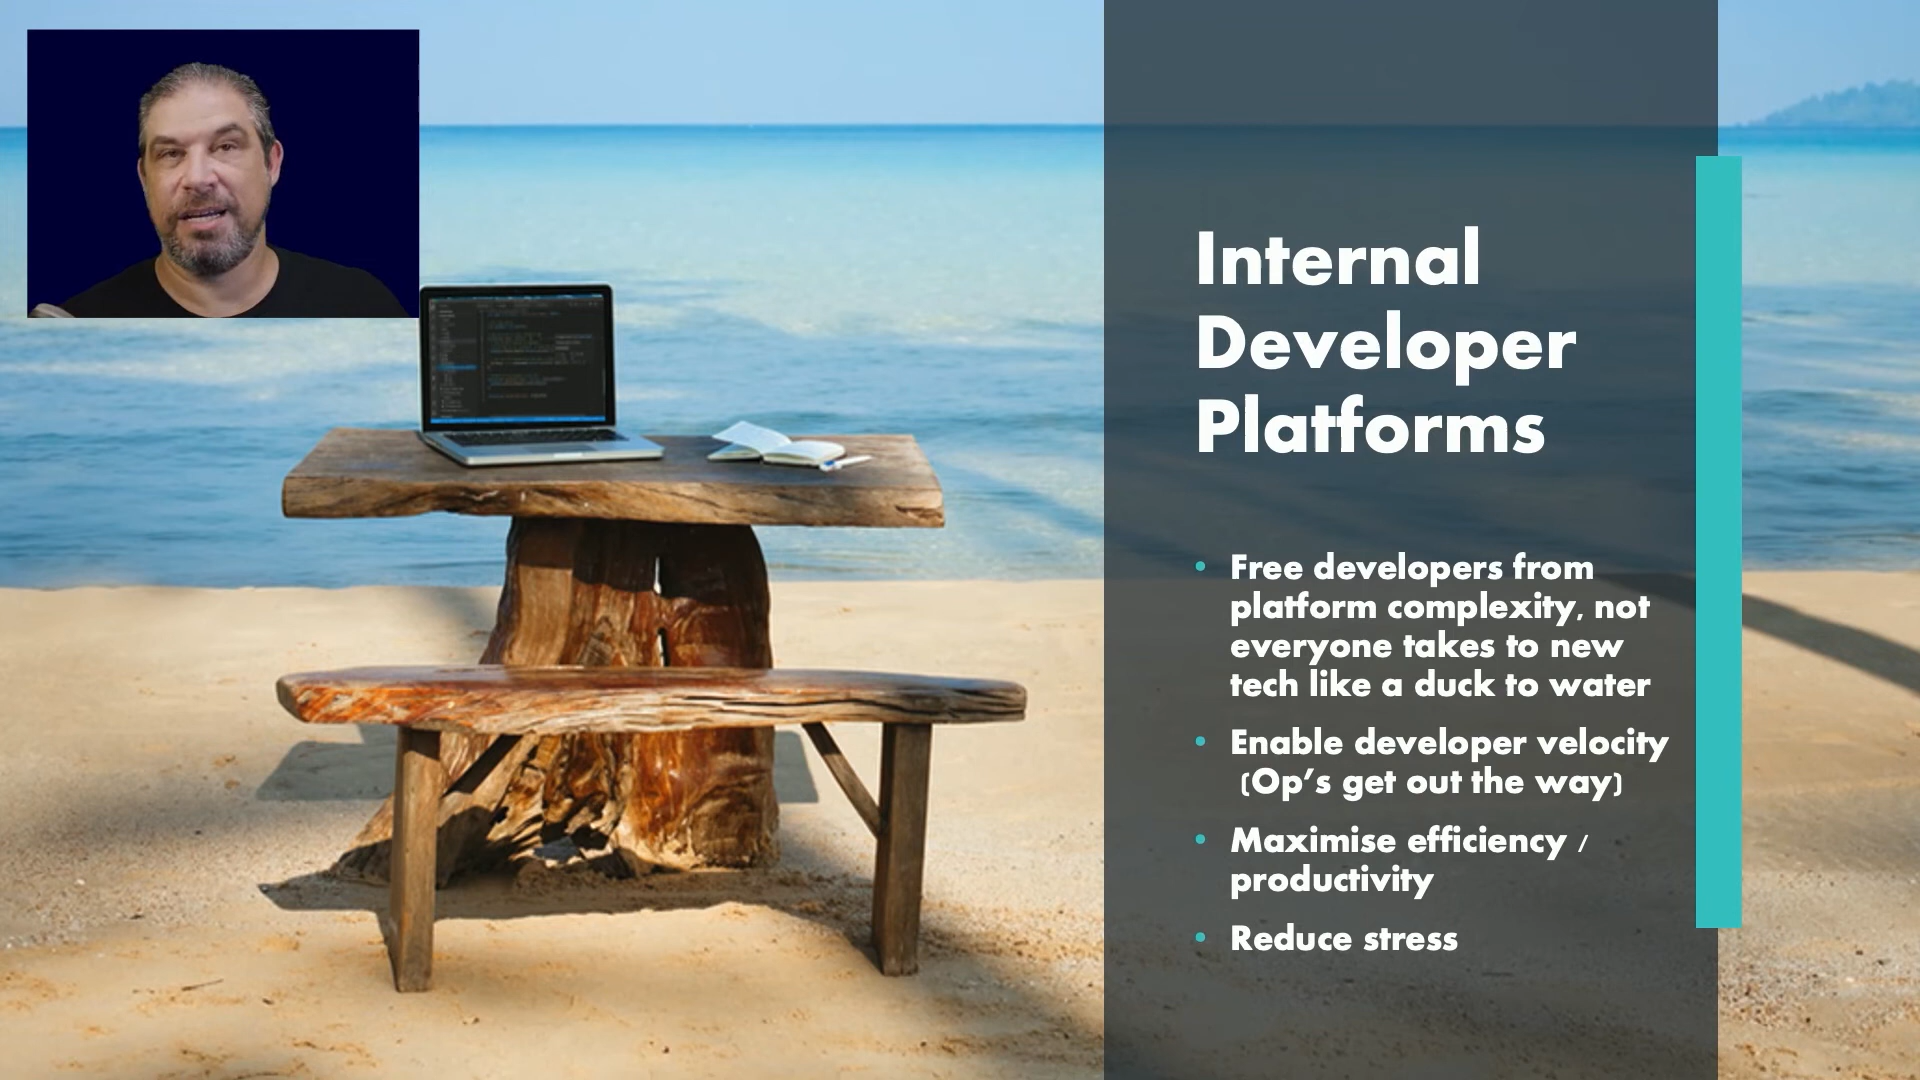 Internal
Developer
Platforms
• Free developers from
platform complexity, not
everyone takes to new
tech like a duck to water
• Enable developer velocity
(Op's get out the way)
• Maximise efficiency /
productivity
• Reduce stress